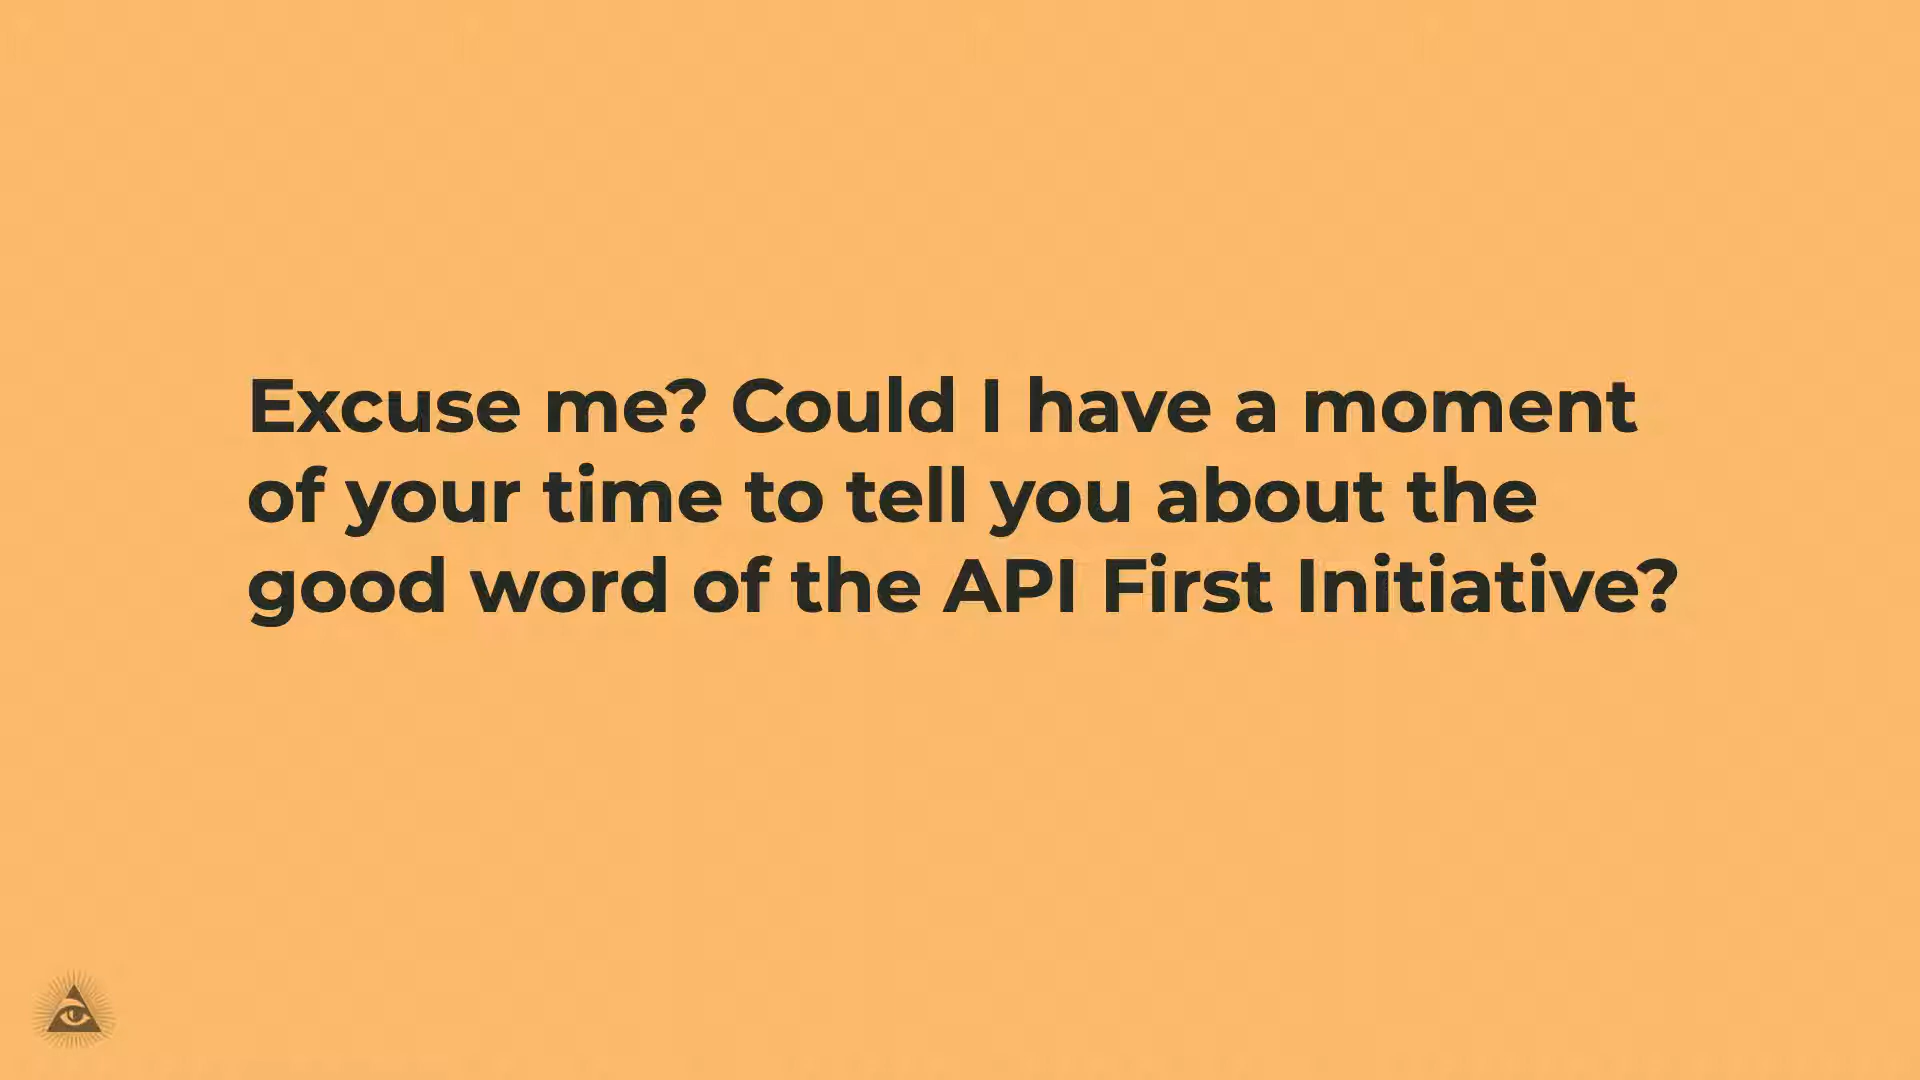 Excuse me? Could I have a moment
of your time to tell you about the
good word of the API First Initiative?